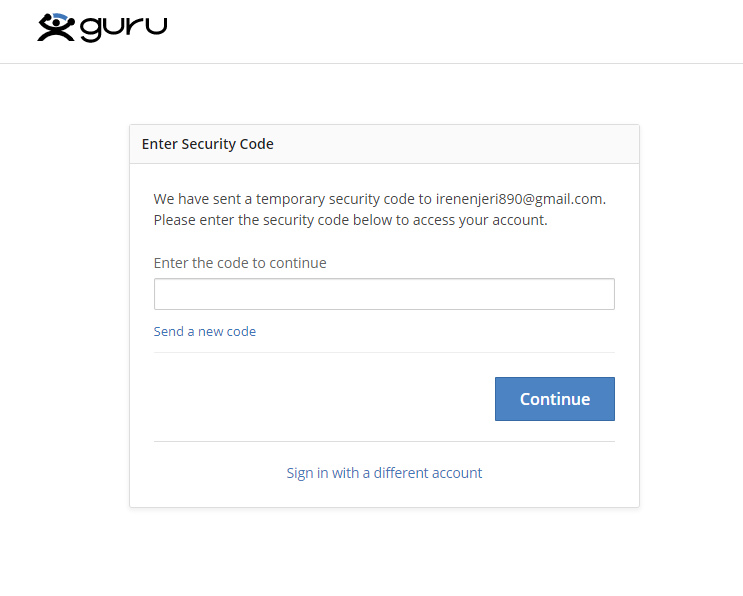 guru
Enter Security Code
We have sent a temporary security code to irenenjeri890@gmail.com.
Please enter the security code below to access your account.
Enter the code to continue
Send a new code
Continue
Sign in with a different account